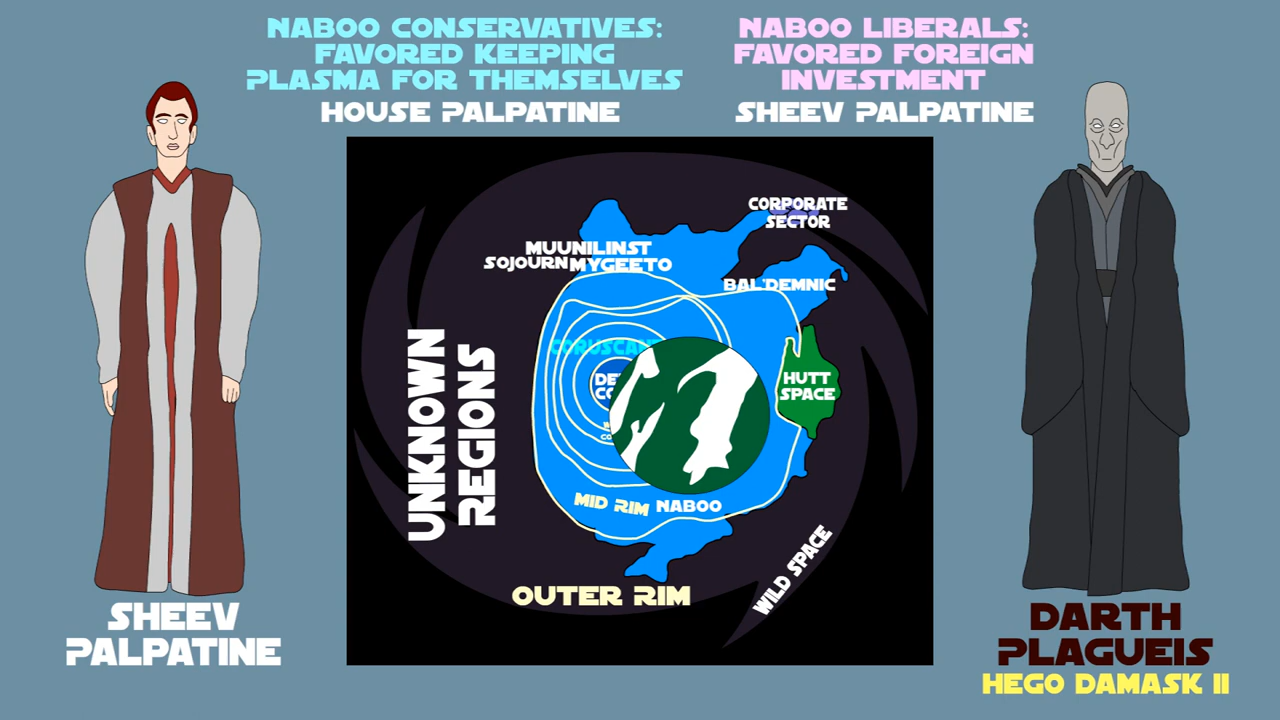 NABOO CONSERVATIVES:
FAVORED KEEPING
PLASMA FOR THEMSELVES
HOUSE PALPATINE
NABOO LIBERALS:
FAVORED FOREIGN
INVESTMENT
SHEEV PALPATINE
CORPORATE
SECTOR
MUUNILINST
SOJOURN MYGEETO
BAL'DEMNIC
UNKNOWN
REGIONS
HUTT
SPACE
MID RIM NABOO
WILD SPACE
OUTER RIM
SHEEV
PALPATINE
DARTH
PLAGUEIS
HEGO DAMASK II